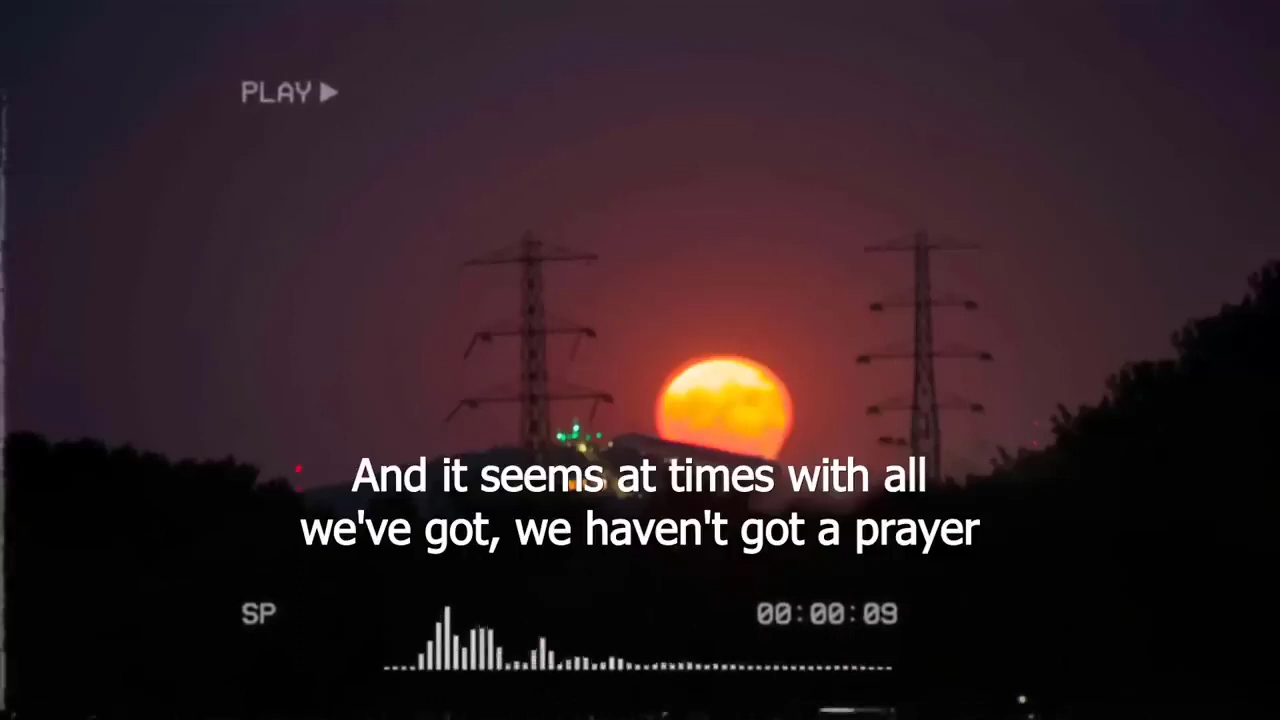 PLAY
And it seems at times with all
we've got, we haven't got a prayer
SP
00:00:09